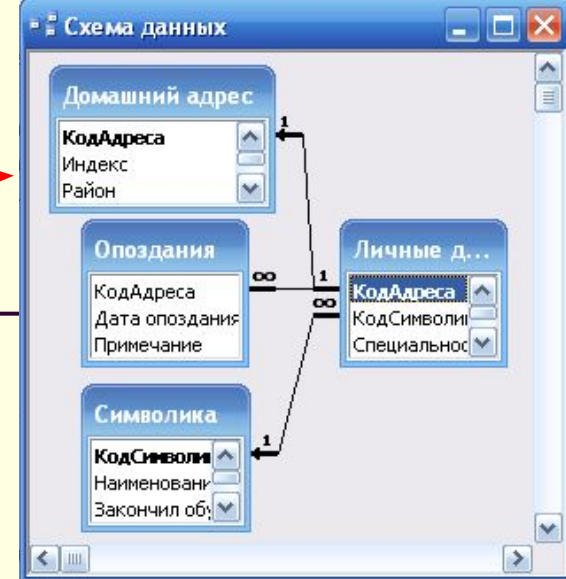 Схема данных
Домашний адрес
КодАдреса
Индекс
Район
1
Опоздания
КодАдреса
Дата опоздания
Примечание
∞
1
∞
Личные д...
КодАдреса
КодСимволи
Специальнос
Символика
КодСимволи
Наименовани
Закончил обу
1